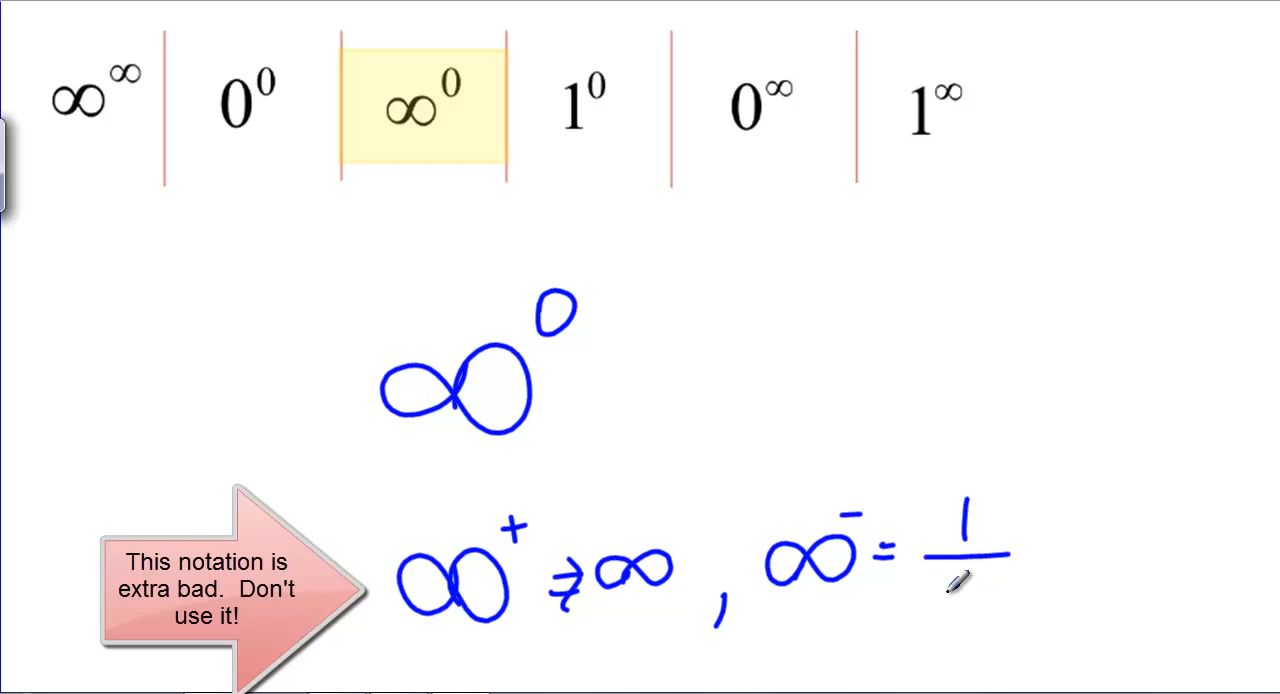 ∞^∞ 0^0 ∞^0 1^0 0^∞ 1^∞
∞^0
This notation is
extra bad. Don't
use it!
∞^+ ⇒ ∞ , ∞^- = 1/